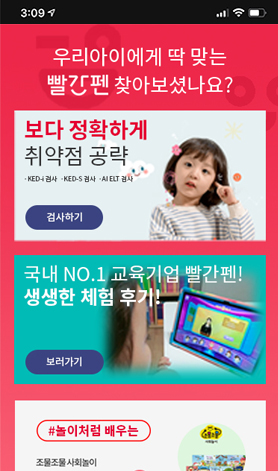 3:09
우리아이에게 딱 맞는
빨간펜 찾아보셨나요?
보다 정확하게
취약점 공략
· KED-i 검사 · KED-S 검사 · AI ELT 검사
검사하기
국내 NO.1 교육기업 빨간펜!
생생한 체험 후기!
보러가기
#놀이처럼 배우는
조물조물 사회놀이